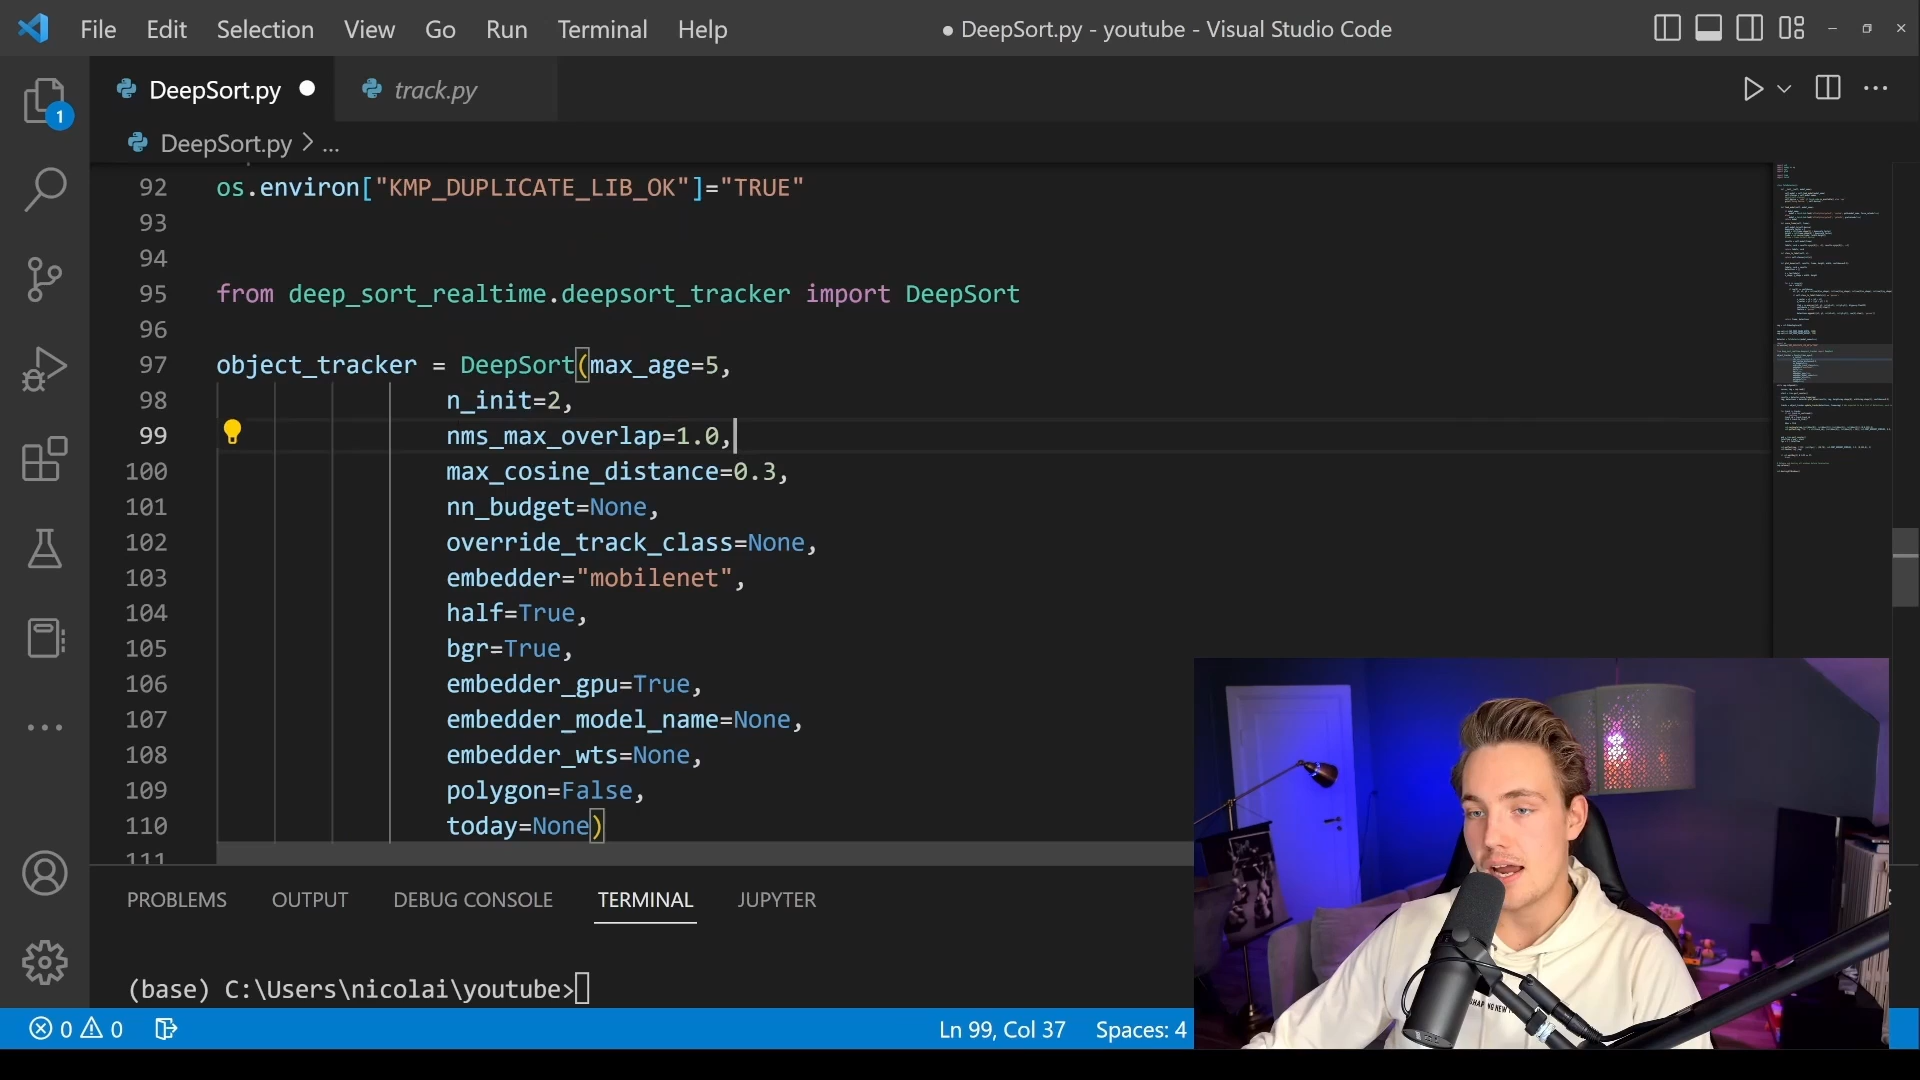 File Edit Selection View Go Run Terminal Help
● DeepSort.py - youtube - Visual Studio Code
DeepSort.py
track.py
DeepSort.py > ...
1
92 os.environ["KMP_DUPLICATE_LIB_OK"]="TRUE"
93
94
95 from deep_sort_realtime.deepsort_tracker import DeepSort
96
97 object_tracker = DeepSort(max_age=5,
98 n_init=2,
99 nms_max_overlap=1.0,
100 max_cosine_distance=0.3,
101 nn_budget=None,
102 override_track_class=None,
103 embedder="mobilenet",
104 half=True,
105 bgr=True,
106 embedder_gpu=True,
107 embedder_model_name=None,
108 embedder_wts=None,
109 polygon=False,
110 today=None)
111
PROBLEMS OUTPUT DEBUG CONSOLE TERMINAL JUPYTER
(base) C:\Users\nicolai\youtube>
0 0
Ln 99, Col 37 Spaces: 4